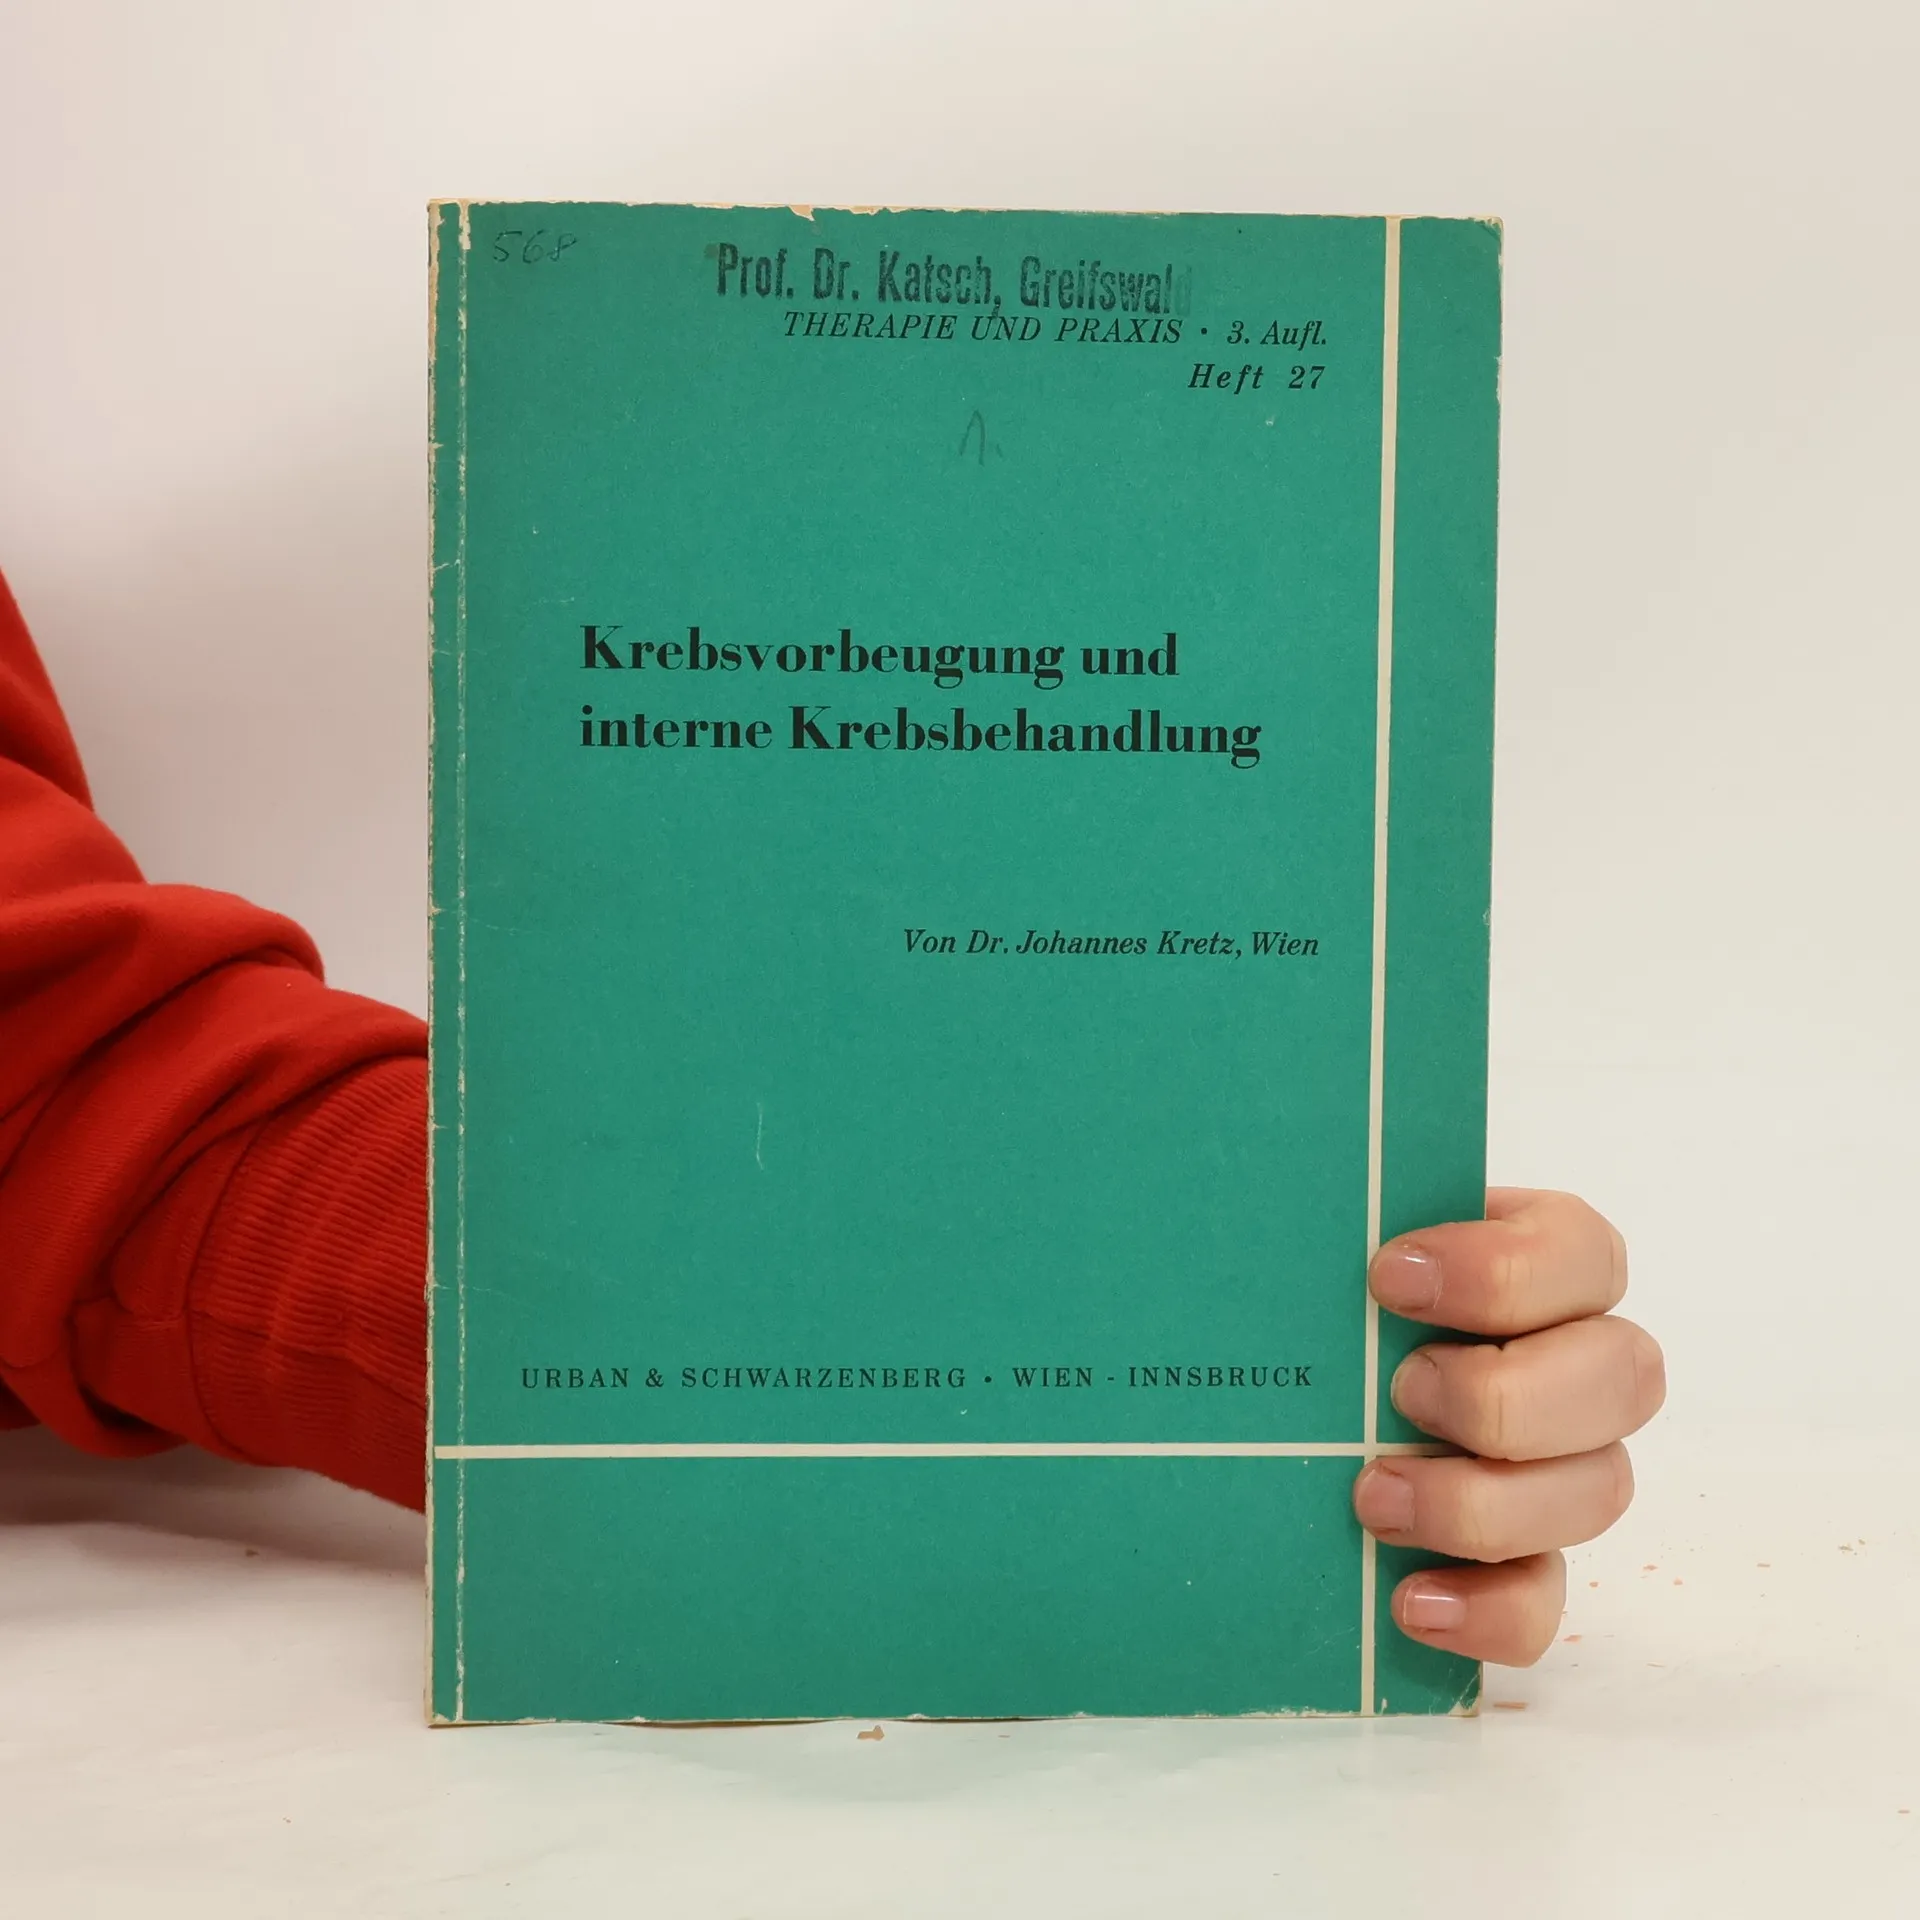 568
Prof. Dr. Katsch, Greifswald
THERAPIE UND PRAXIS · 3. Aufl.
Heft 27
1.
Krebsvorbeugung und
interne Krebsbehandlung
Von Dr. Johannes Kretz, Wien
URBAN & SCHWARZENBERG · WIEN - INNSBRUCK